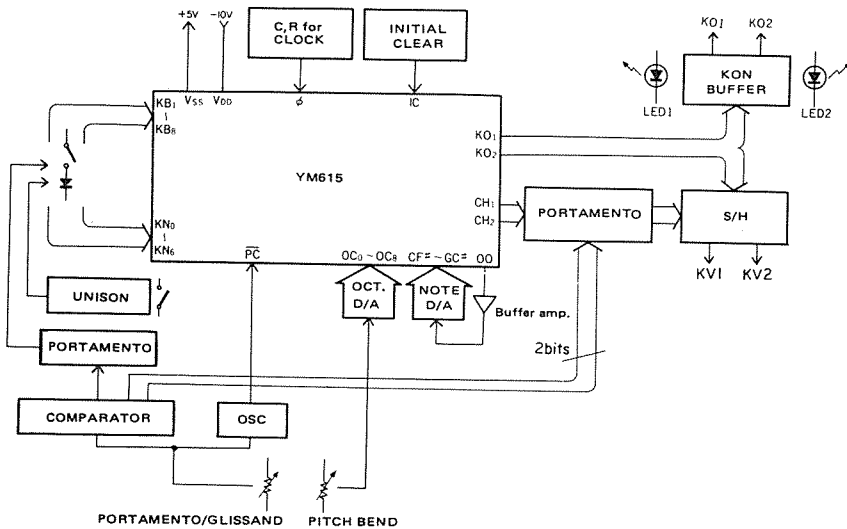 +5V
-10V
C,R for
CLOCK
INITIAL
CLEAR
KO1
KO2
KON
BUFFER
LED1
LED2
KB1
KB8
VSS
VDD
ø
IC
KO1
KO2
YM615
CH1
CH2
PORTAMENTO
S/H
KV1
KV2
KN0
KN6
PC
OC0 ~ OC8
CF# ~ GC#
OO
OCT.
D/A
NOTE
D/A
Buffer amp.
UNISON
PORTAMENTO
2bits
COMPARATOR
OSC
PORTAMENTO/GLISSAND
PITCH BEND